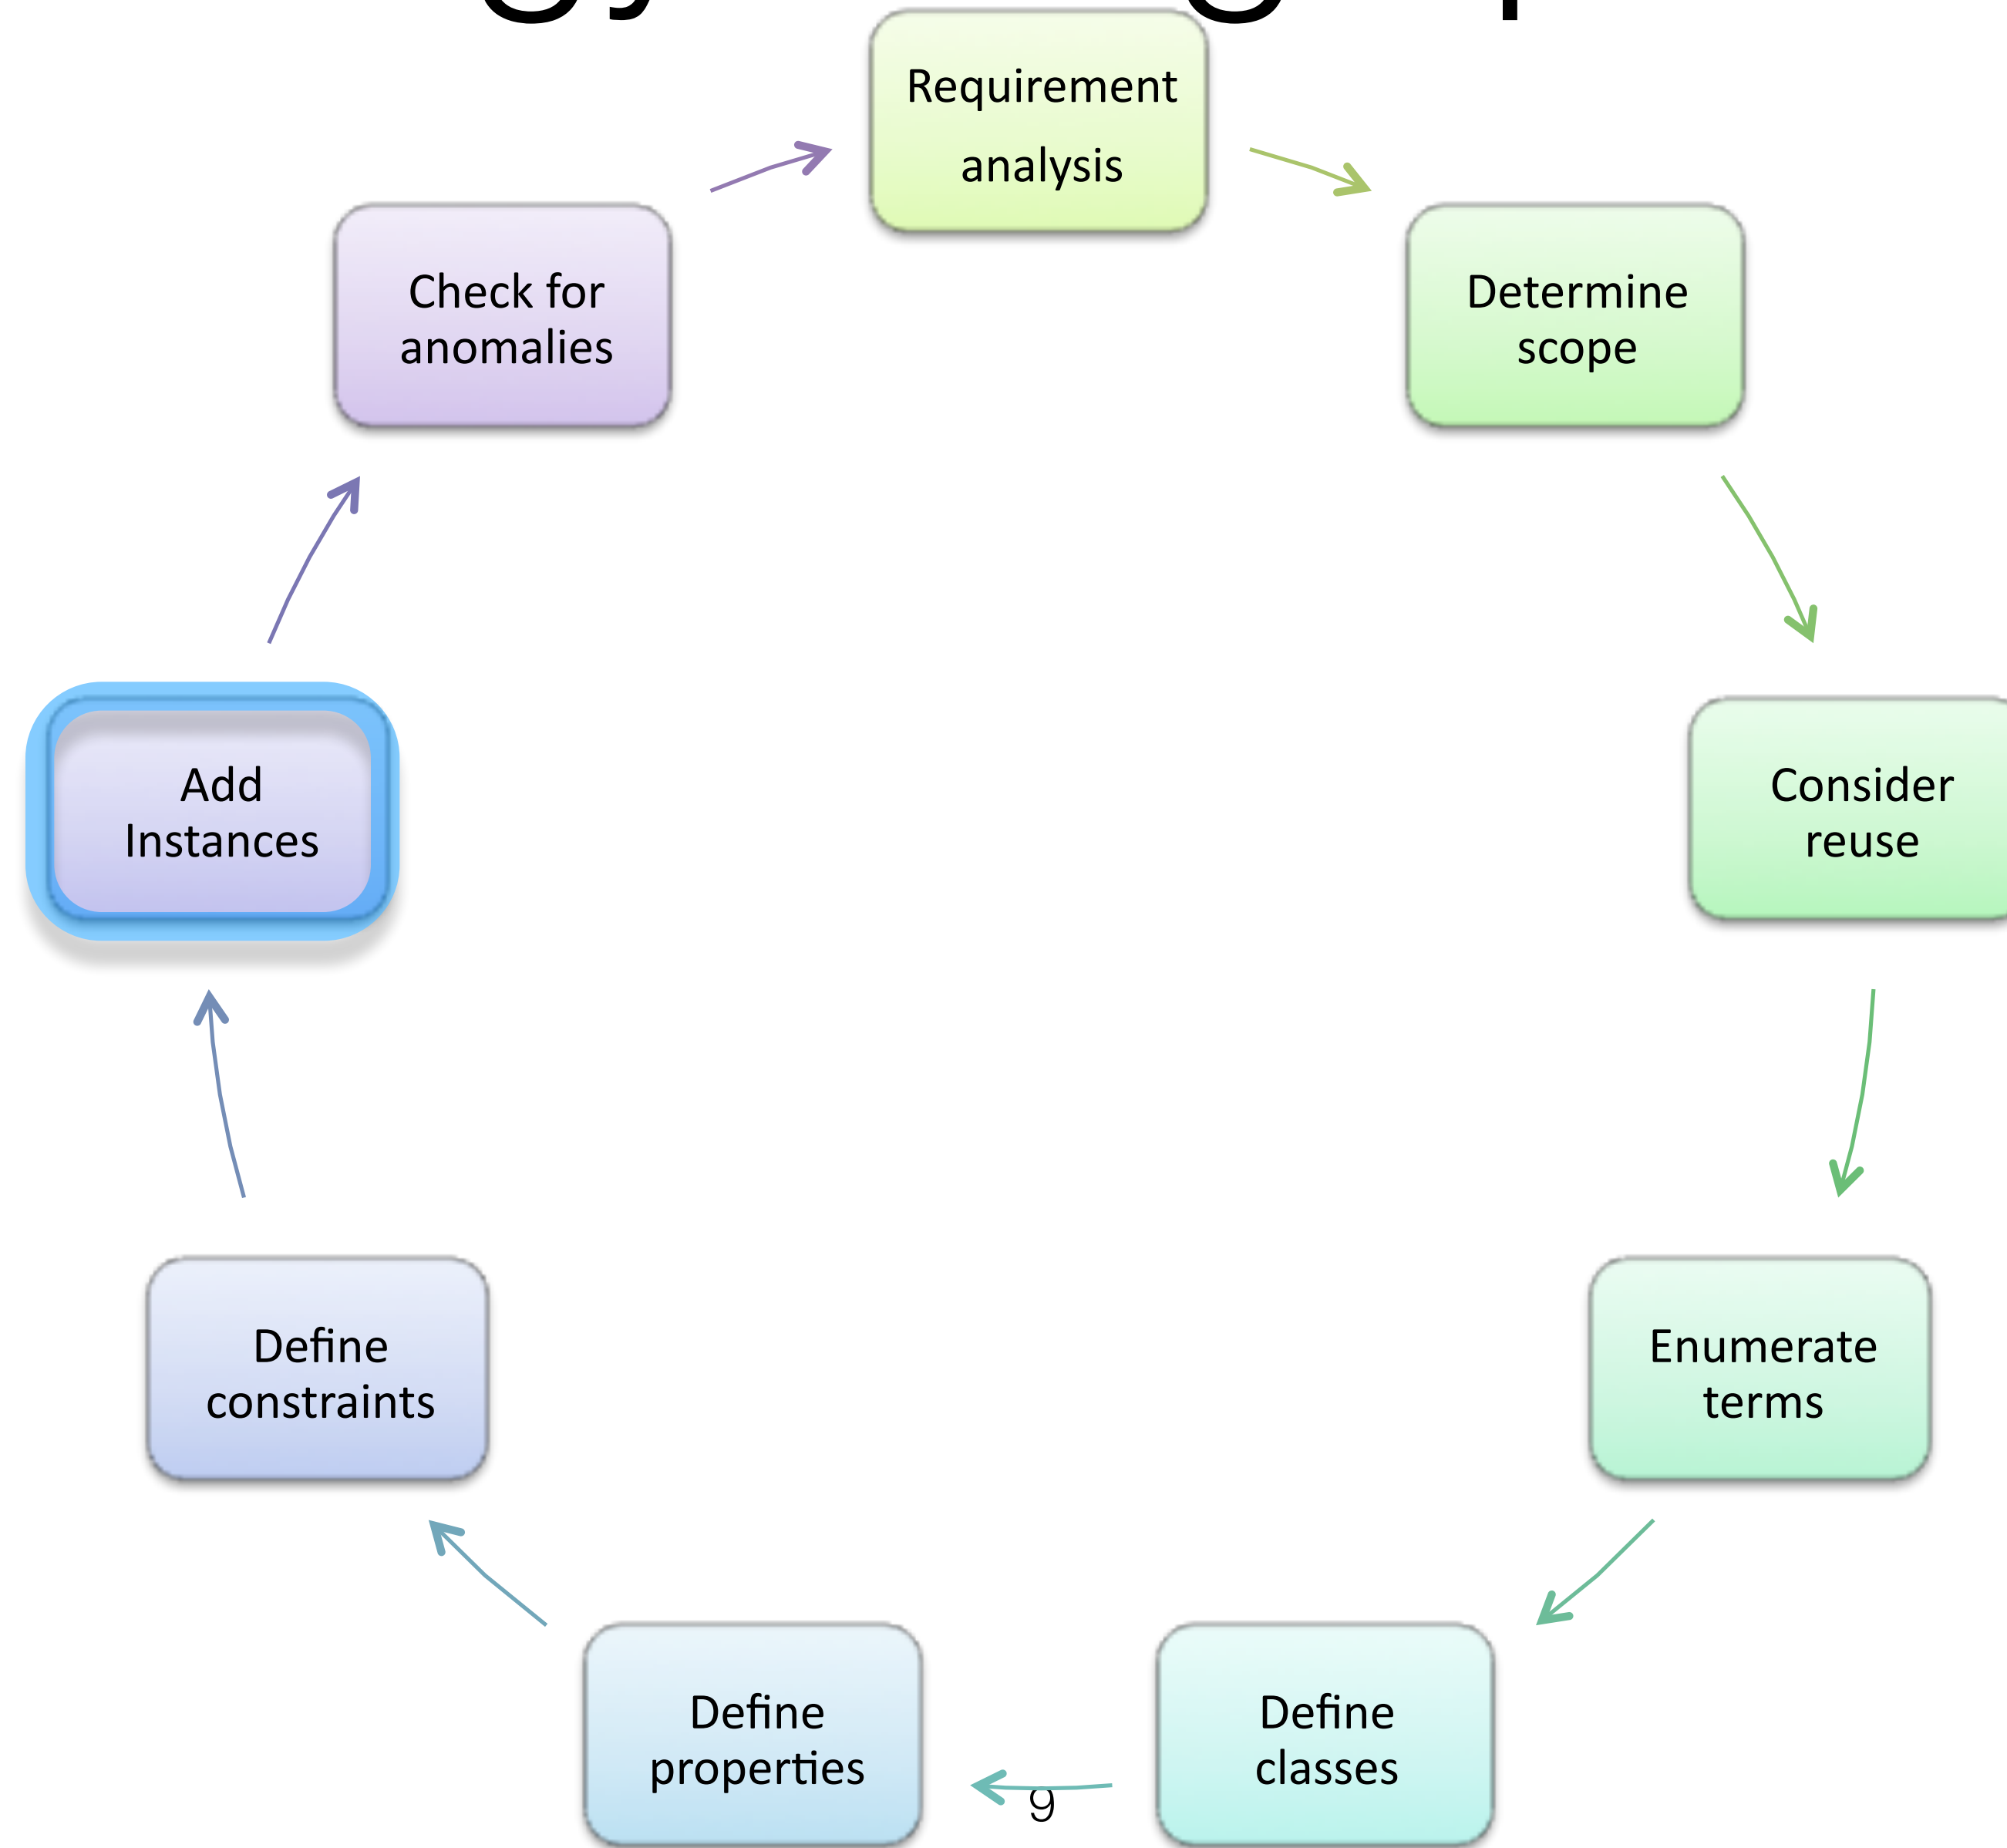 Requirement
analysis
Determine
scope
Consider
reuse
Enumerate
terms
Define
classes
Define
properties
Define
constraints
Add
Instances
Check for
anomalies
9